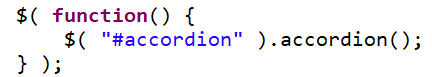 $( function() {
    $( "#accordion" ).accordion();
} );